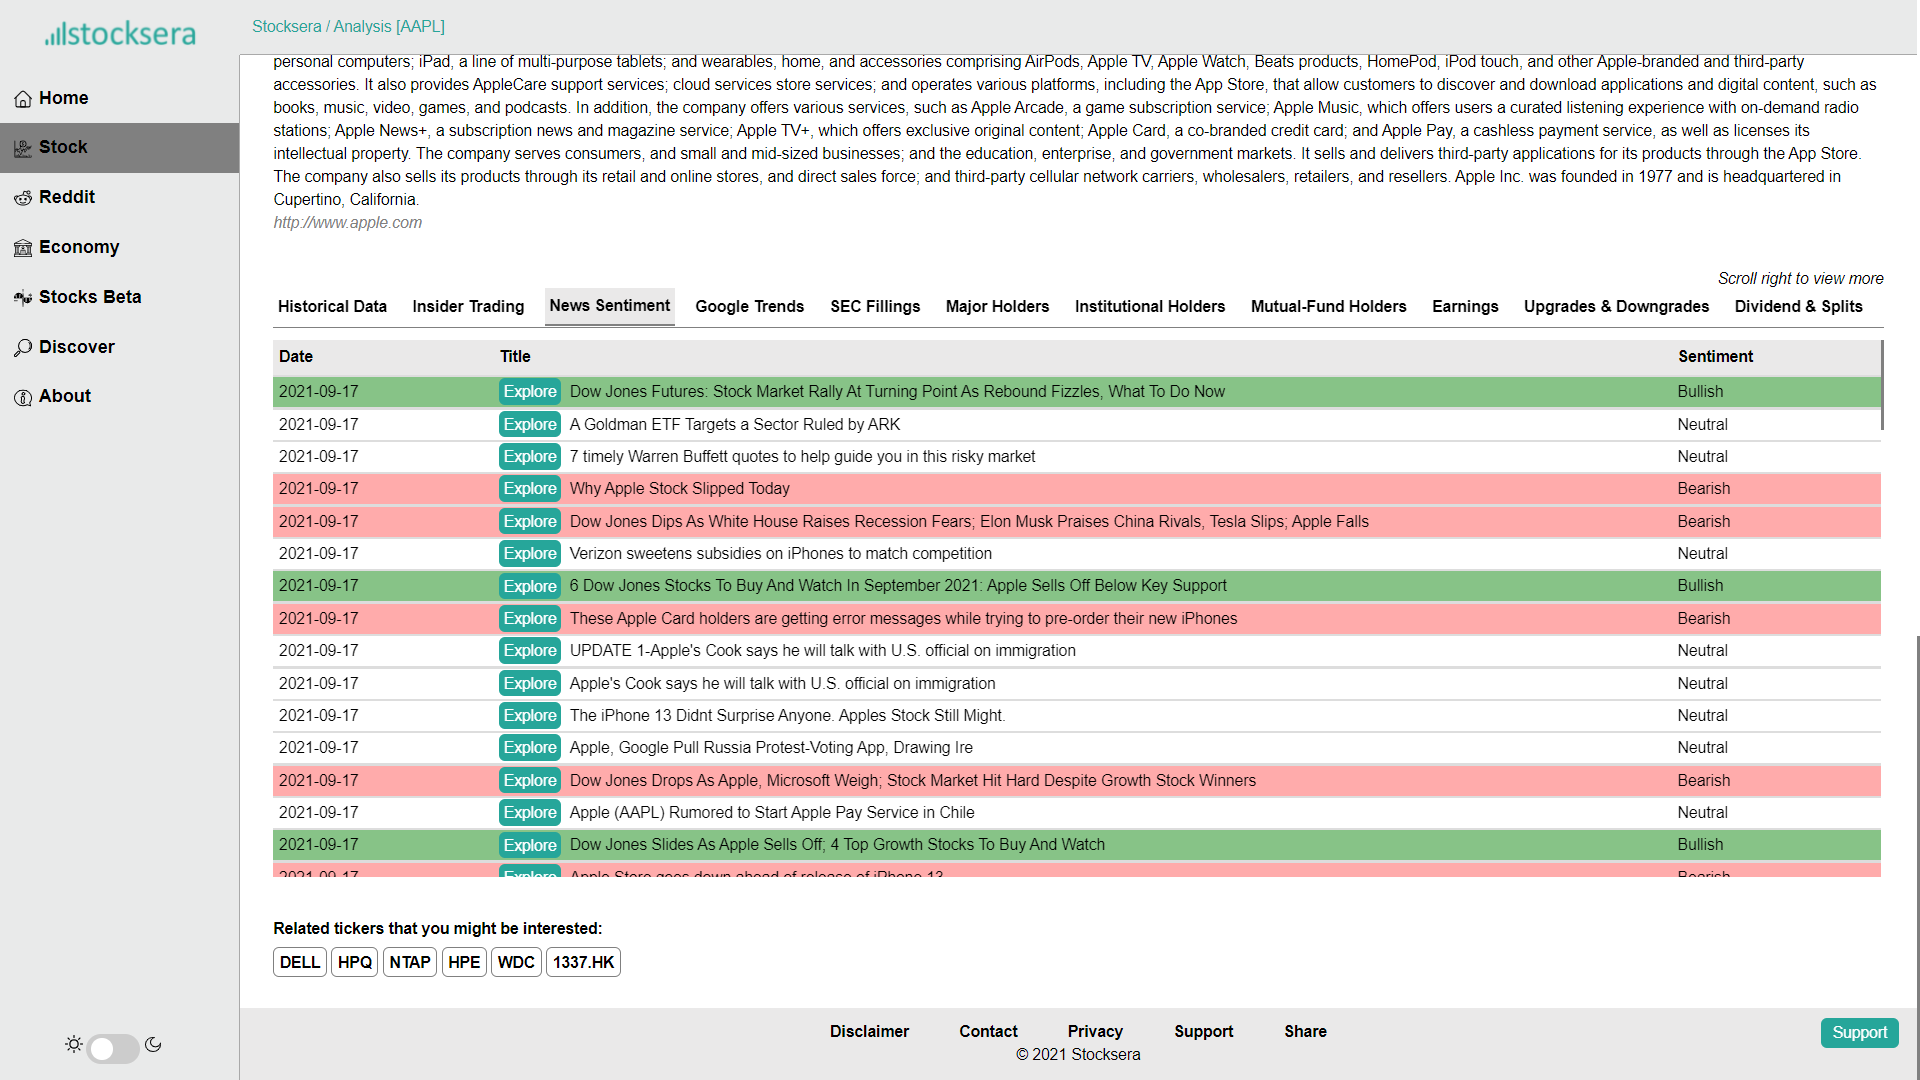 stocksera
Stocksera / Analysis [AAPL]
Home
Stock
Reddit
Economy
Stocks Beta
Discover
About
personal computers; iPad, a line of multi-purpose tablets; and wearables, home, and accessories comprising AirPods, Apple TV, Apple Watch, Beats products, HomePod, iPod touch, and other Apple-branded and third-party
accessories. It also provides AppleCare support services; cloud services store services; and operates various platforms, including the App Store, that allow customers to discover and download applications and digital content, such as
books, music, video, games, and podcasts. In addition, the company offers various services, such as Apple Arcade, a game subscription service; Apple Music, which offers users a curated listening experience with on-demand radio
stations; Apple News+, a subscription news and magazine service; Apple TV+, which offers exclusive original content; Apple Card, a co-branded credit card; and Apple Pay, a cashless payment service, as well as licenses its
intellectual property. The company serves consumers, and small and mid-sized businesses; and the education, enterprise, and government markets. It sells and delivers third-party applications for its products through the App Store.
The company also sells its products through its retail and online stores, and direct sales force; and third-party cellular network carriers, wholesalers, retailers, and resellers. Apple Inc. was founded in 1977 and is headquartered in
Cupertino, California.
http://www.apple.com
Scroll right to view more
Historical Data Insider Trading News Sentiment Google Trends SEC Fillings Major Holders Institutional Holders Mutual-Fund Holders Earnings Upgrades & Downgrades Dividend & Splits
Date Title Sentiment
2021-09-17 Explore Dow Jones Futures: Stock Market Rally At Turning Point As Rebound Fizzles, What To Do Now Bullish
2021-09-17 Explore A Goldman ETF Targets a Sector Ruled by ARK Neutral
2021-09-17 Explore 7 timely Warren Buffett quotes to help guide you in this risky market Neutral
2021-09-17 Explore Why Apple Stock Slipped Today Bearish
2021-09-17 Explore Dow Jones Dips As White House Raises Recession Fears; Elon Musk Praises China Rivals, Tesla Slips; Apple Falls Bearish
2021-09-17 Explore Verizon sweetens subsidies on iPhones to match competition Neutral
2021-09-17 Explore 6 Dow Jones Stocks To Buy And Watch In September 2021: Apple Sells Off Below Key Support Bullish
2021-09-17 Explore These Apple Card holders are getting error messages while trying to pre-order their new iPhones Bearish
2021-09-17 Explore UPDATE 1-Apple's Cook says he will talk with U.S. official on immigration Neutral
2021-09-17 Explore Apple's Cook says he will talk with U.S. official on immigration Neutral
2021-09-17 Explore The iPhone 13 Didnt Surprise Anyone. Apples Stock Still Might. Neutral
2021-09-17 Explore Apple, Google Pull Russia Protest-Voting App, Drawing Ire Neutral
2021-09-17 Explore Dow Jones Drops As Apple, Microsoft Weigh; Stock Market Hit Hard Despite Growth Stock Winners Bearish
2021-09-17 Explore Apple (AAPL) Rumored to Start Apple Pay Service in Chile Neutral
2021-09-17 Explore Dow Jones Slides As Apple Sells Off; 4 Top Growth Stocks To Buy And Watch Bullish
2021-09-17 Explore Apple Store goes down ahead of release of iPhone 13 Bearish
Related tickers that you might be interested:
DELL HPQ NTAP HPE WDC 1337.HK
Disclaimer Contact Privacy Support Share
© 2021 Stocksera
Support